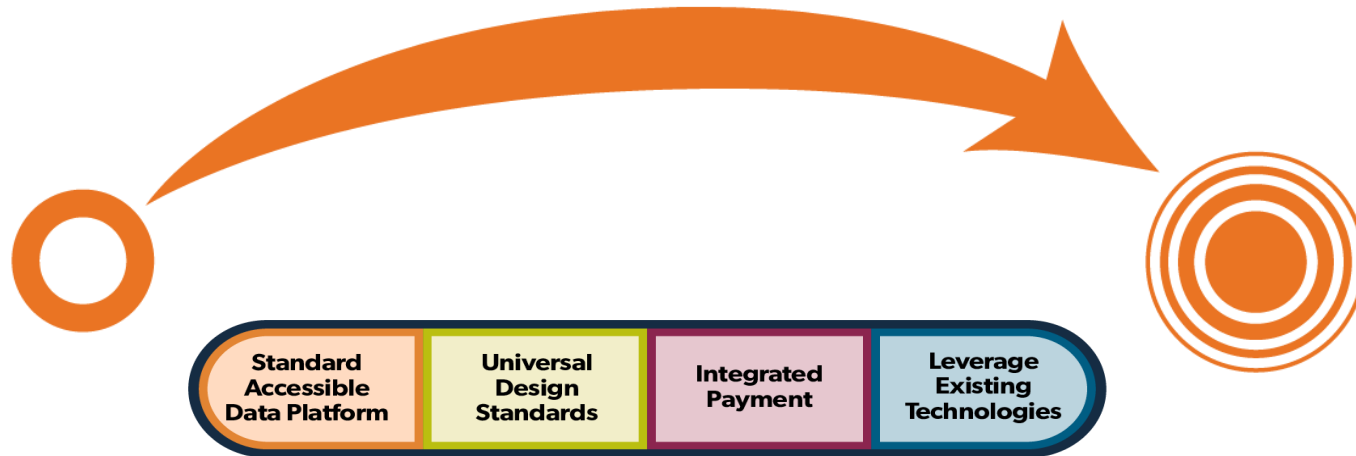 Standard
Accessible
Data Platform
Universal
Design
Standards
Integrated
Payment
Leverage
Existing
Technologies